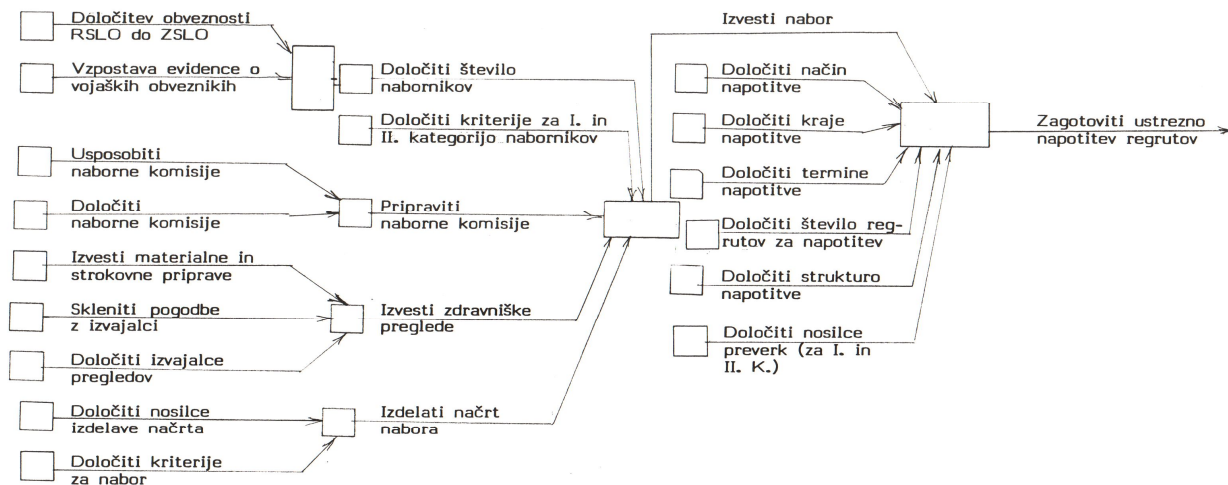 Določitev obveznosti
RSLO do ZSLO
Vzpostava evidence o
vojaških obveznikih
Določiti število
nabornikov
Določiti kriterije za I. in
II. kategorijo nabornikov
Usposobiti
naborne komisije
Določiti
naborne komisije
Pripraviti
naborne komisije
Izvesti materialne in
strokovne priprave
Skleniti pogodbe
z izvajalci
Določiti izvajalce
pregledov
Izvesti zdravniške
preglede
Določiti nosilce
izdelave načrta
Določiti kriterije
za nabor
Izdelati načrt
nabora
Izvesti nabor
Določiti način
napotitve
Določiti kraje
napotitve
Določiti termine
napotitve
Določiti število reg-
rutov za napotitev
Določiti strukturo
napotitve
Določiti nosilce
preverk (za I. in
II. K.)
Zagotoviti ustrezno
napotitev regrutov